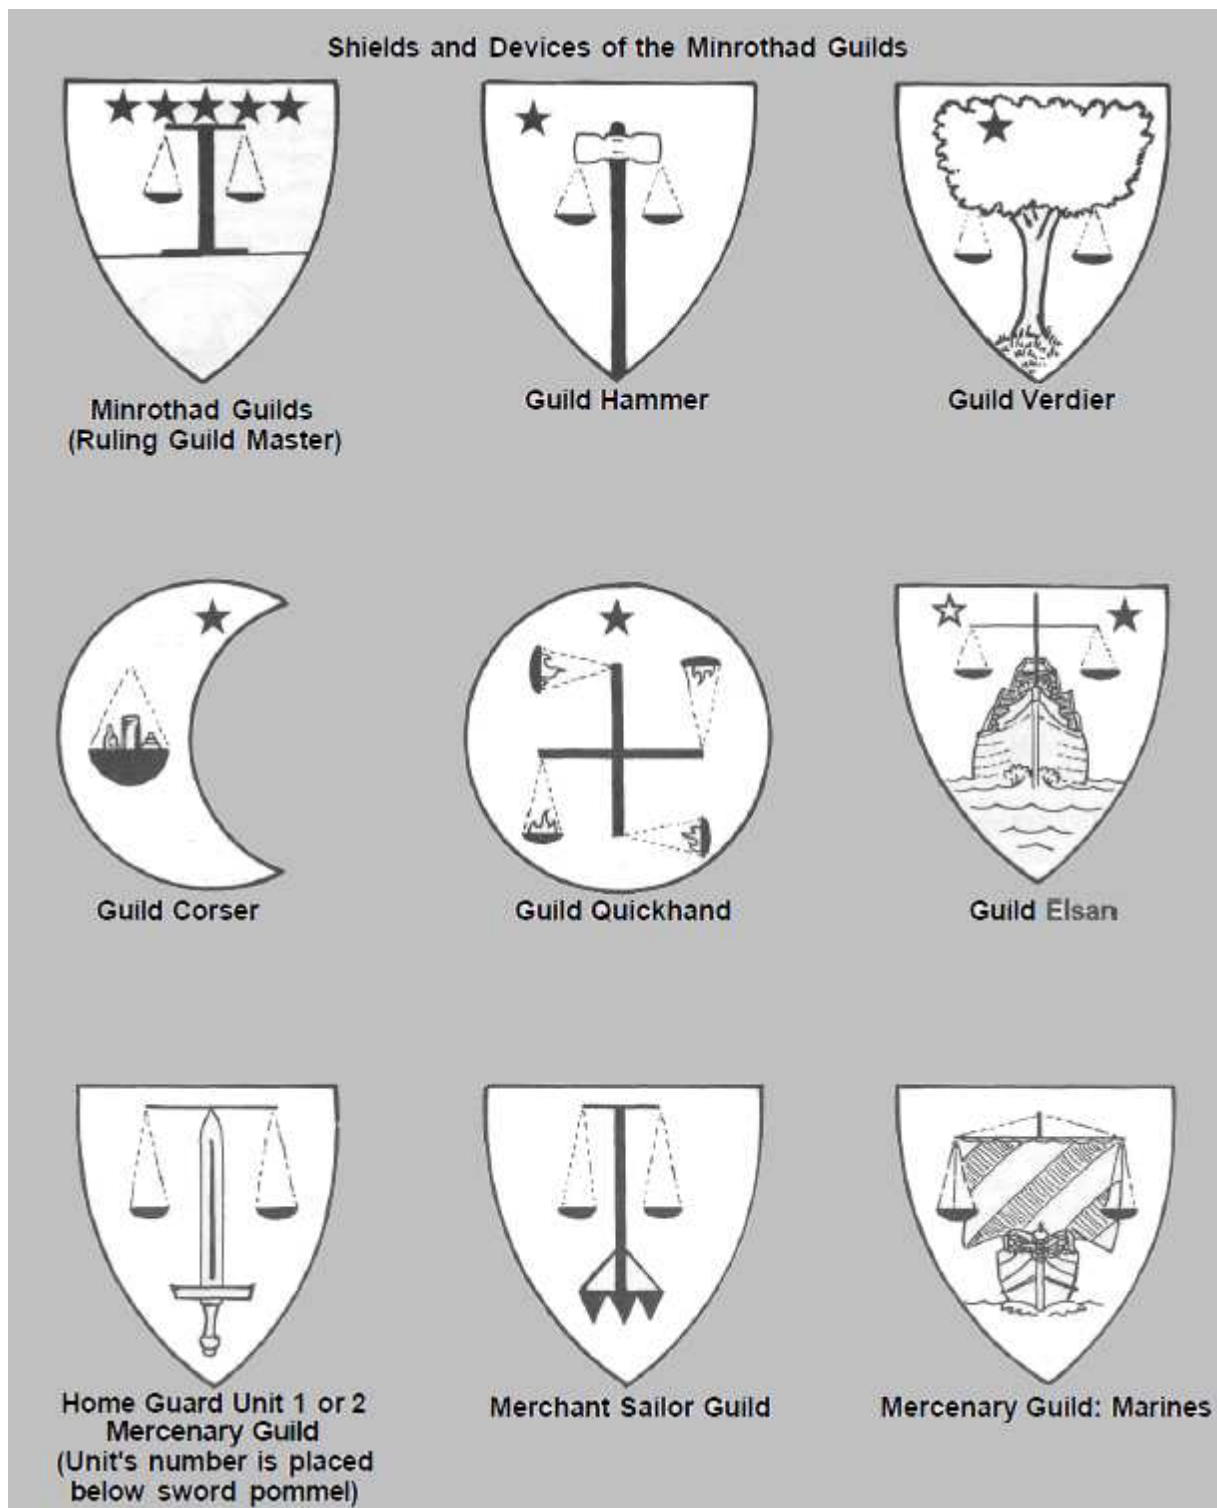 Shields and Devices of the Minrothad Guilds
Minrothad Guilds
(Ruling Guild Master)
Guild Hammer
Guild Verdier
Guild Corser
Guild Quickhand
Guild Elsan
Home Guard Unit 1 or 2
Mercenary Guild
(Unit's number is placed
below sword pommel)
Merchant Sailor Guild
Mercenary Guild: Marines